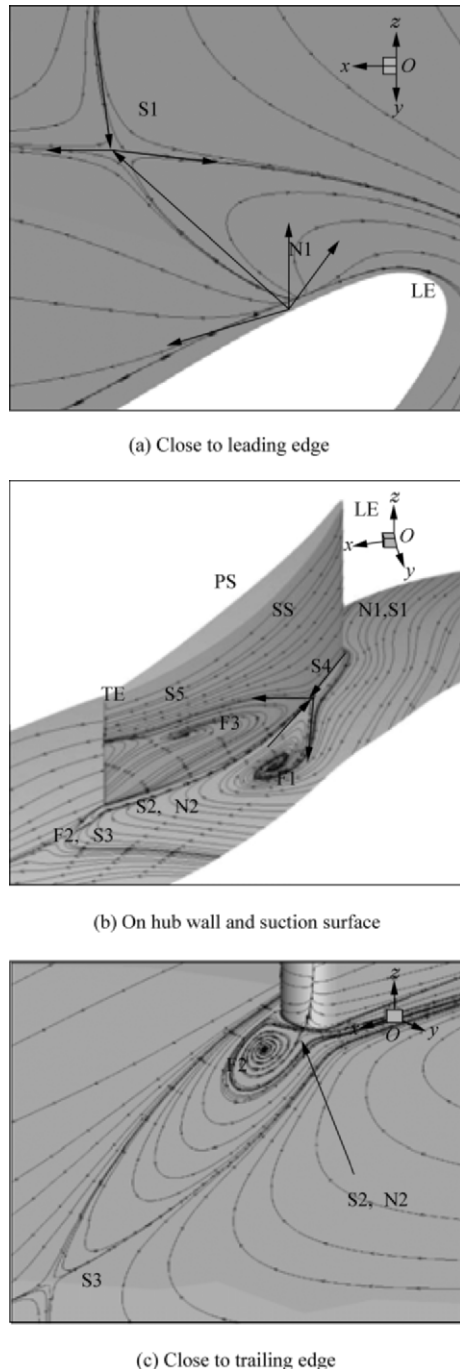 z
x
O
y
S1
N1
LE
(a) Close to leading edge
LE
z
x
O
y
PS
SS
N1,S1
S4
TE
S5
F3
F1
S2, N2
F2, S3
(b) On hub wall and suction surface
z
x
O
y
F2
S2, N2
S3
(c) Close to trailing edge